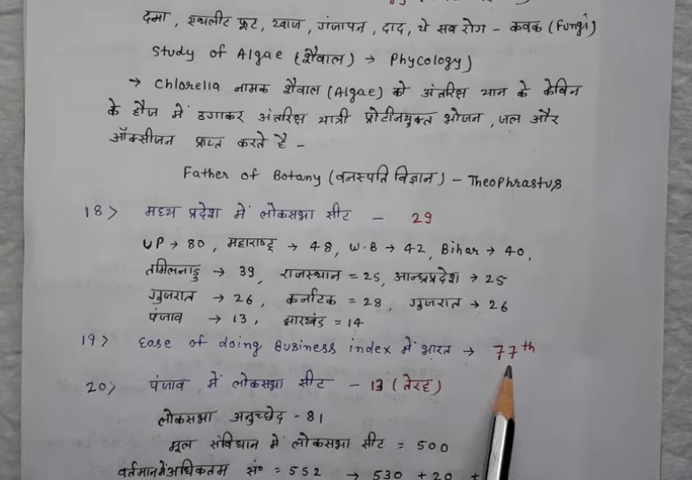 दमा, एथलीट फूट, खाज, गंजापन, दाद, ये सब रोग - कवक (Fungi)
Study of Algae (शैवाल) → Phycology)
→ Chlorella नामक शैवाल (Algae) को अंतरिक्ष यान के केबिन
के हौज में उगाकर अंतरिक्ष यात्री प्रोटीनयुक्त भोजन, जल और
ऑक्सीजन प्राप्त करते है -
Father of Botany (वनस्पति विज्ञान) - Theophrastus
18> मध्य प्रदेश में लोकसभा सीट - 29
UP → 80, महाराष्ट्र → 48, W.B → 42, Bihar → 40,
तमिलनाडु → 39, राजस्थान = 25, आन्ध्रप्रदेश → 25
गुजरात → 26, कर्नाटक = 28, गुजरात → 26
पंजाव → 13, झारखंड = 14
19> Ease of doing Business index में भारत → 77th
20> पंजाव में लोकसभा सीट - 13 (तेरह)
लोकसभा अनुच्छेद - 81
मूल संविधान में लोकसभा सीट = 500
वर्तमान में अधिकतम सं० = 552 → 530 + 20 +